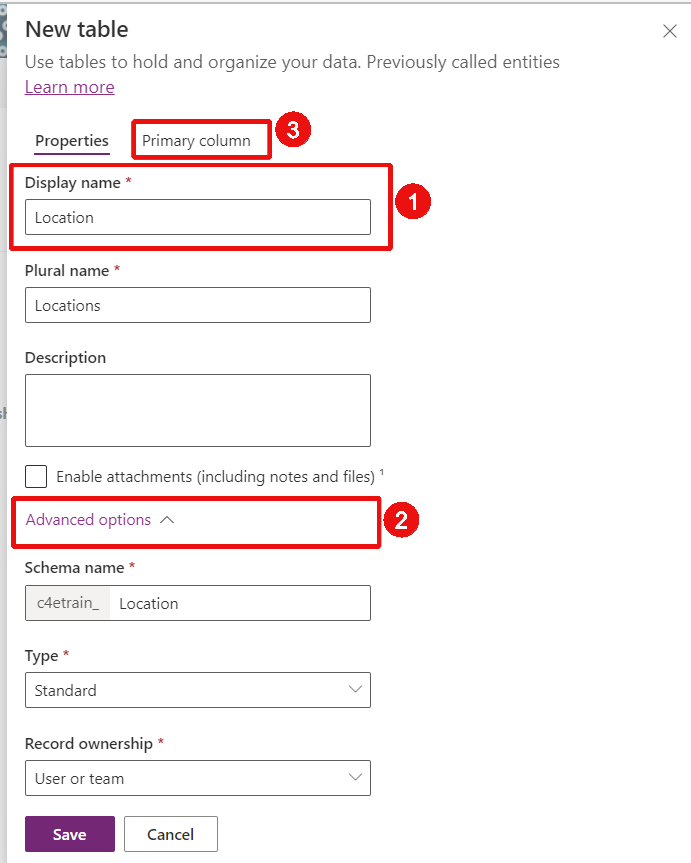 New table
Use tables to hold and organize your data. Previously called entities
Learn more
Properties
Primary column
3
Display name *
1
Location
Plural name *
Locations
Description
Enable attachments (including notes and files) ¹
Advanced options
2
Schema name *
c4etrain_
Location
Type *
Standard
Record ownership *
User or team
Save
Cancel